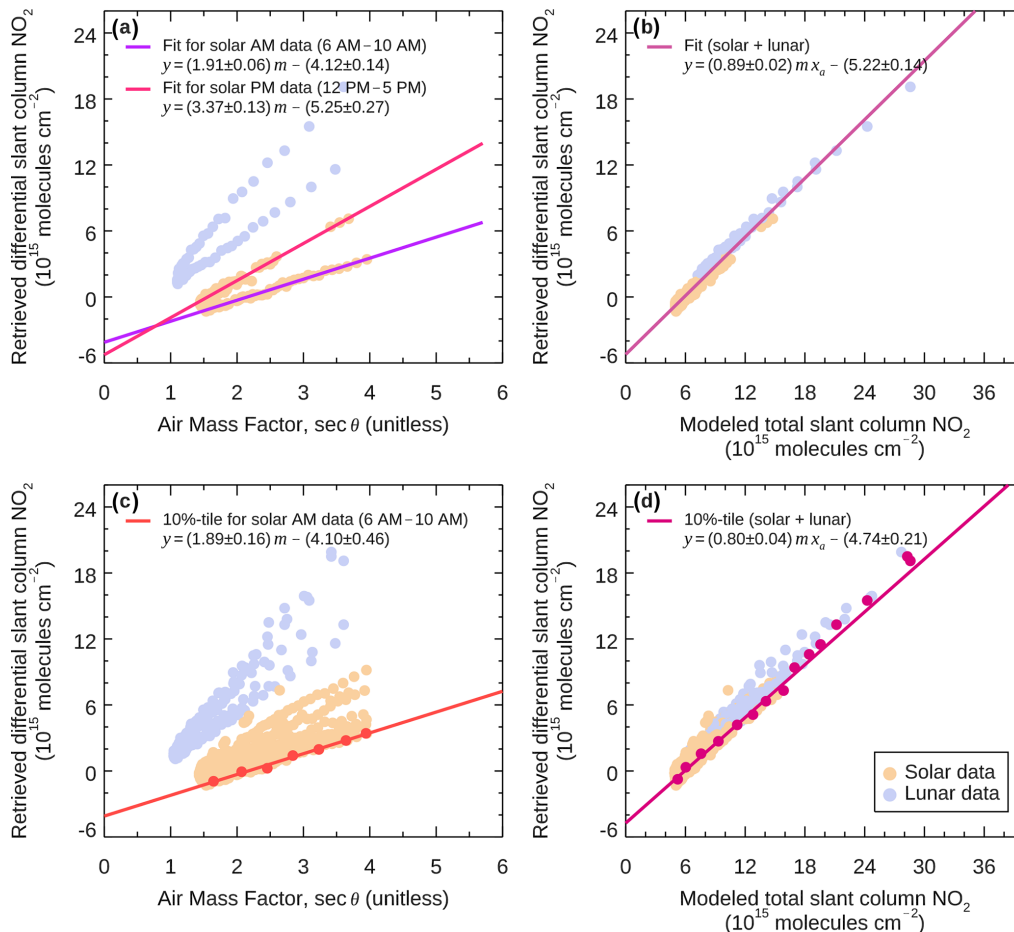 (a)
Fit for solar AM data (6 AM–10 AM)
y = (1.91±0.06) m − (4.12±0.14)
Fit for solar PM data (12 PM–5 PM)
y = (3.37±0.13) m − (5.25±0.27)
24
18
12
6
0
-6
0 1 2 3 4 5 6
Retrieved differential slant column NO2
(10^15 molecules cm^−2)
Air Mass Factor, sec θ (unitless)
(b)
Fit (solar + lunar)
y = (0.89±0.02) m x_a − (5.22±0.14)
24
18
12
6
0
-6
0 6 12 18 24 30 36
Retrieved differential slant column NO2
(10^15 molecules cm^−2)
Modeled total slant column NO2
(10^15 molecules cm^−2)
(c)
10%-tile for solar AM data (6 AM–10 AM)
y = (1.89±0.16) m − (4.10±0.46)
24
18
12
6
0
-6
0 1 2 3 4 5 6
Retrieved differential slant column NO2
(10^15 molecules cm^−2)
Air Mass Factor, sec θ (unitless)
(d)
10%-tile (solar + lunar)
y = (0.80±0.04) m x_a − (4.74±0.21)
24
18
12
6
0
-6
0 6 12 18 24 30 36
Solar data
Lunar data
Retrieved differential slant column NO2
(10^15 molecules cm^−2)
Modeled total slant column NO2
(10^15 molecules cm^−2)